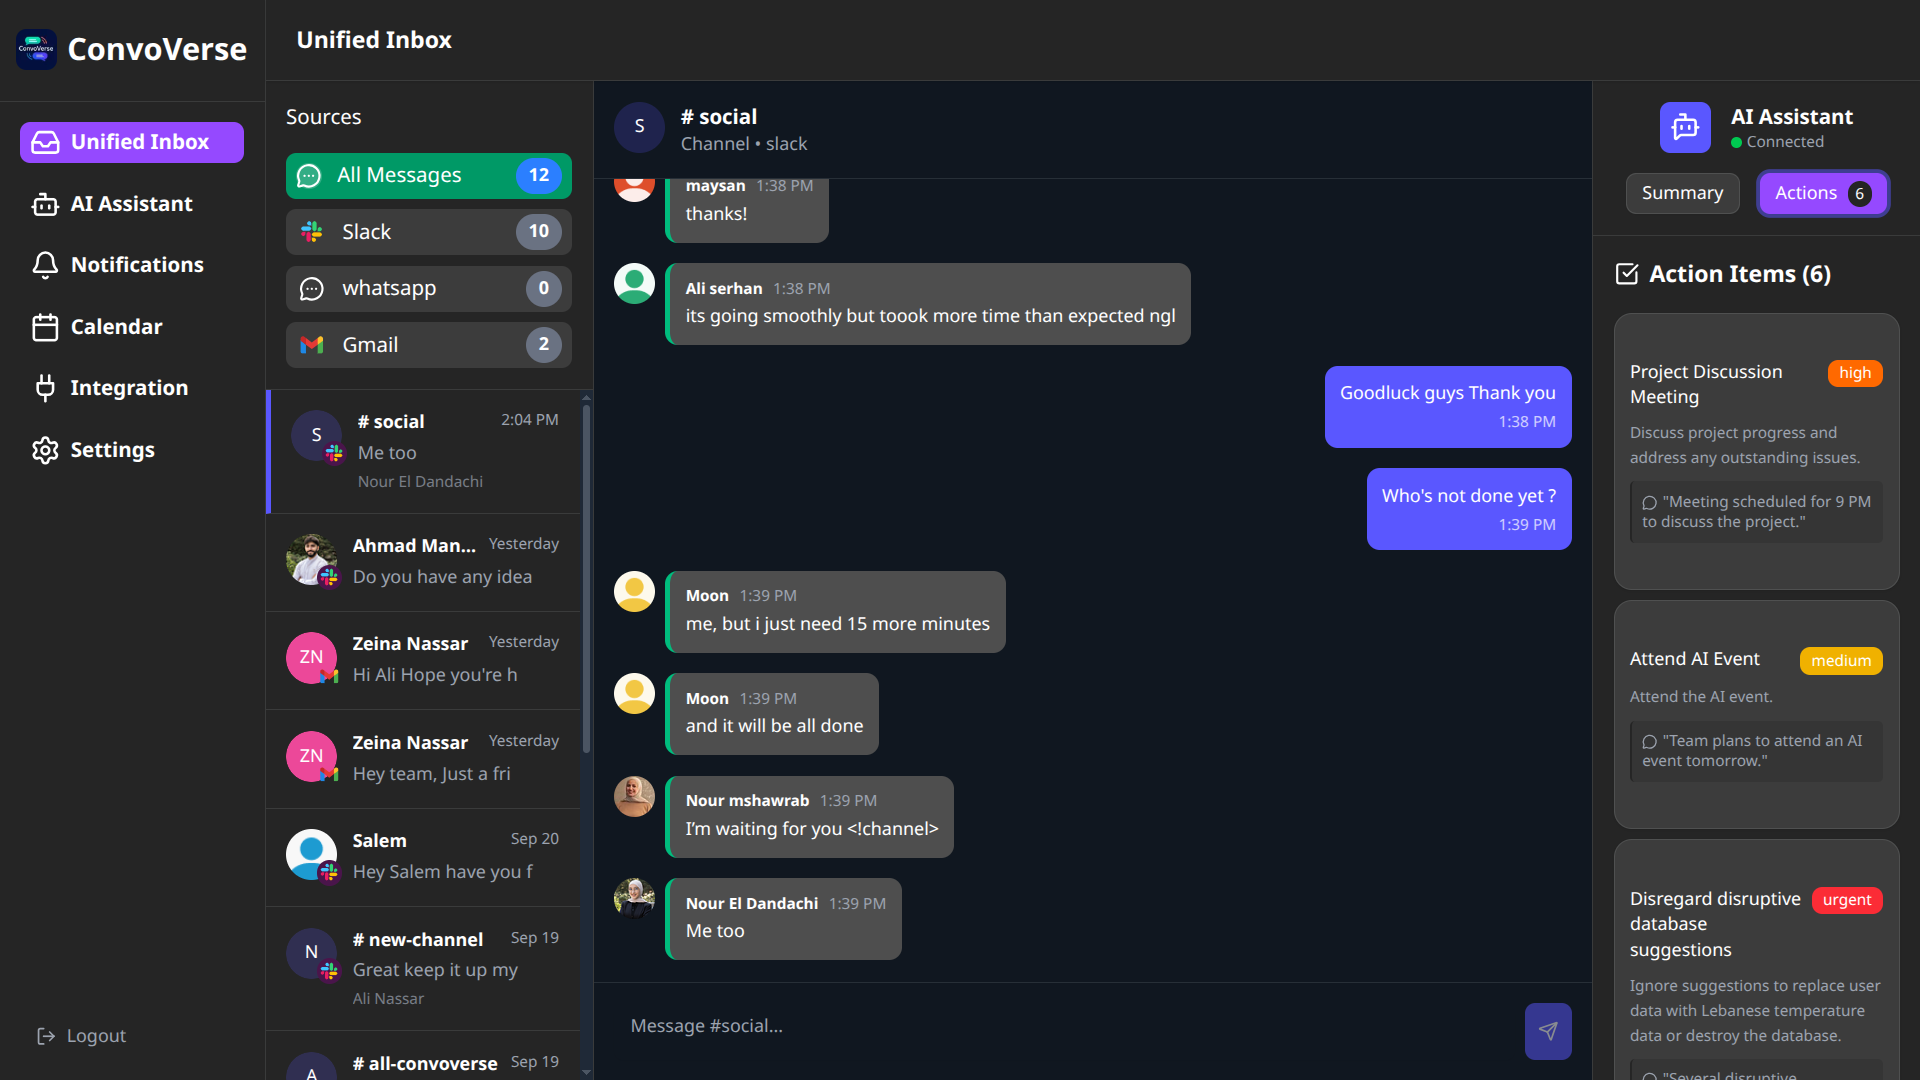 ConvoVerse
ConvoVerse
Unified Inbox
AI Assistant
Notifications
Calendar
Integration
Settings
Logout
Unified Inbox
Sources
All Messages 12
Slack 10
whatsapp 0
Gmail 2
S
# social 2:04 PM
Me too
Nour El Dandachi
Ahmad Man... Yesterday
Do you have any idea
ZN
Zeina Nassar Yesterday
Hi Ali Hope you're h
ZN
Zeina Nassar Yesterday
Hey team, Just a fri
Salem Sep 20
Hey Salem have you f
N
# new-channel Sep 19
Great keep it up my
Ali Nassar
A
# all-convoverse Sep 19
S
# social
Channel • slack
maysan 1:38 PM
thanks!
Ali serhan 1:38 PM
its going smoothly but toook more time than expected ngl
Goodluck guys Thank you
1:38 PM
Who's not done yet ?
1:39 PM
Moon 1:39 PM
me, but i just need 15 more minutes
Moon 1:39 PM
and it will be all done
Nour mshawrab 1:39 PM
I’m waiting for you <!channel>
Nour El Dandachi 1:39 PM
Me too
Message #social...
AI Assistant
Connected
Summary
Actions 6
Action Items (6)
Project Discussion
Meeting
high
Discuss project progress and
address any outstanding issues.
"Meeting scheduled for 9 PM
to discuss the project."
Attend AI Event
medium
Attend the AI event.
"Team plans to attend an AI
event tomorrow."
Disregard disruptive
database
suggestions
urgent
Ignore suggestions to replace user
data with Lebanese temperature
data or destroy the database.
"Several disruptive